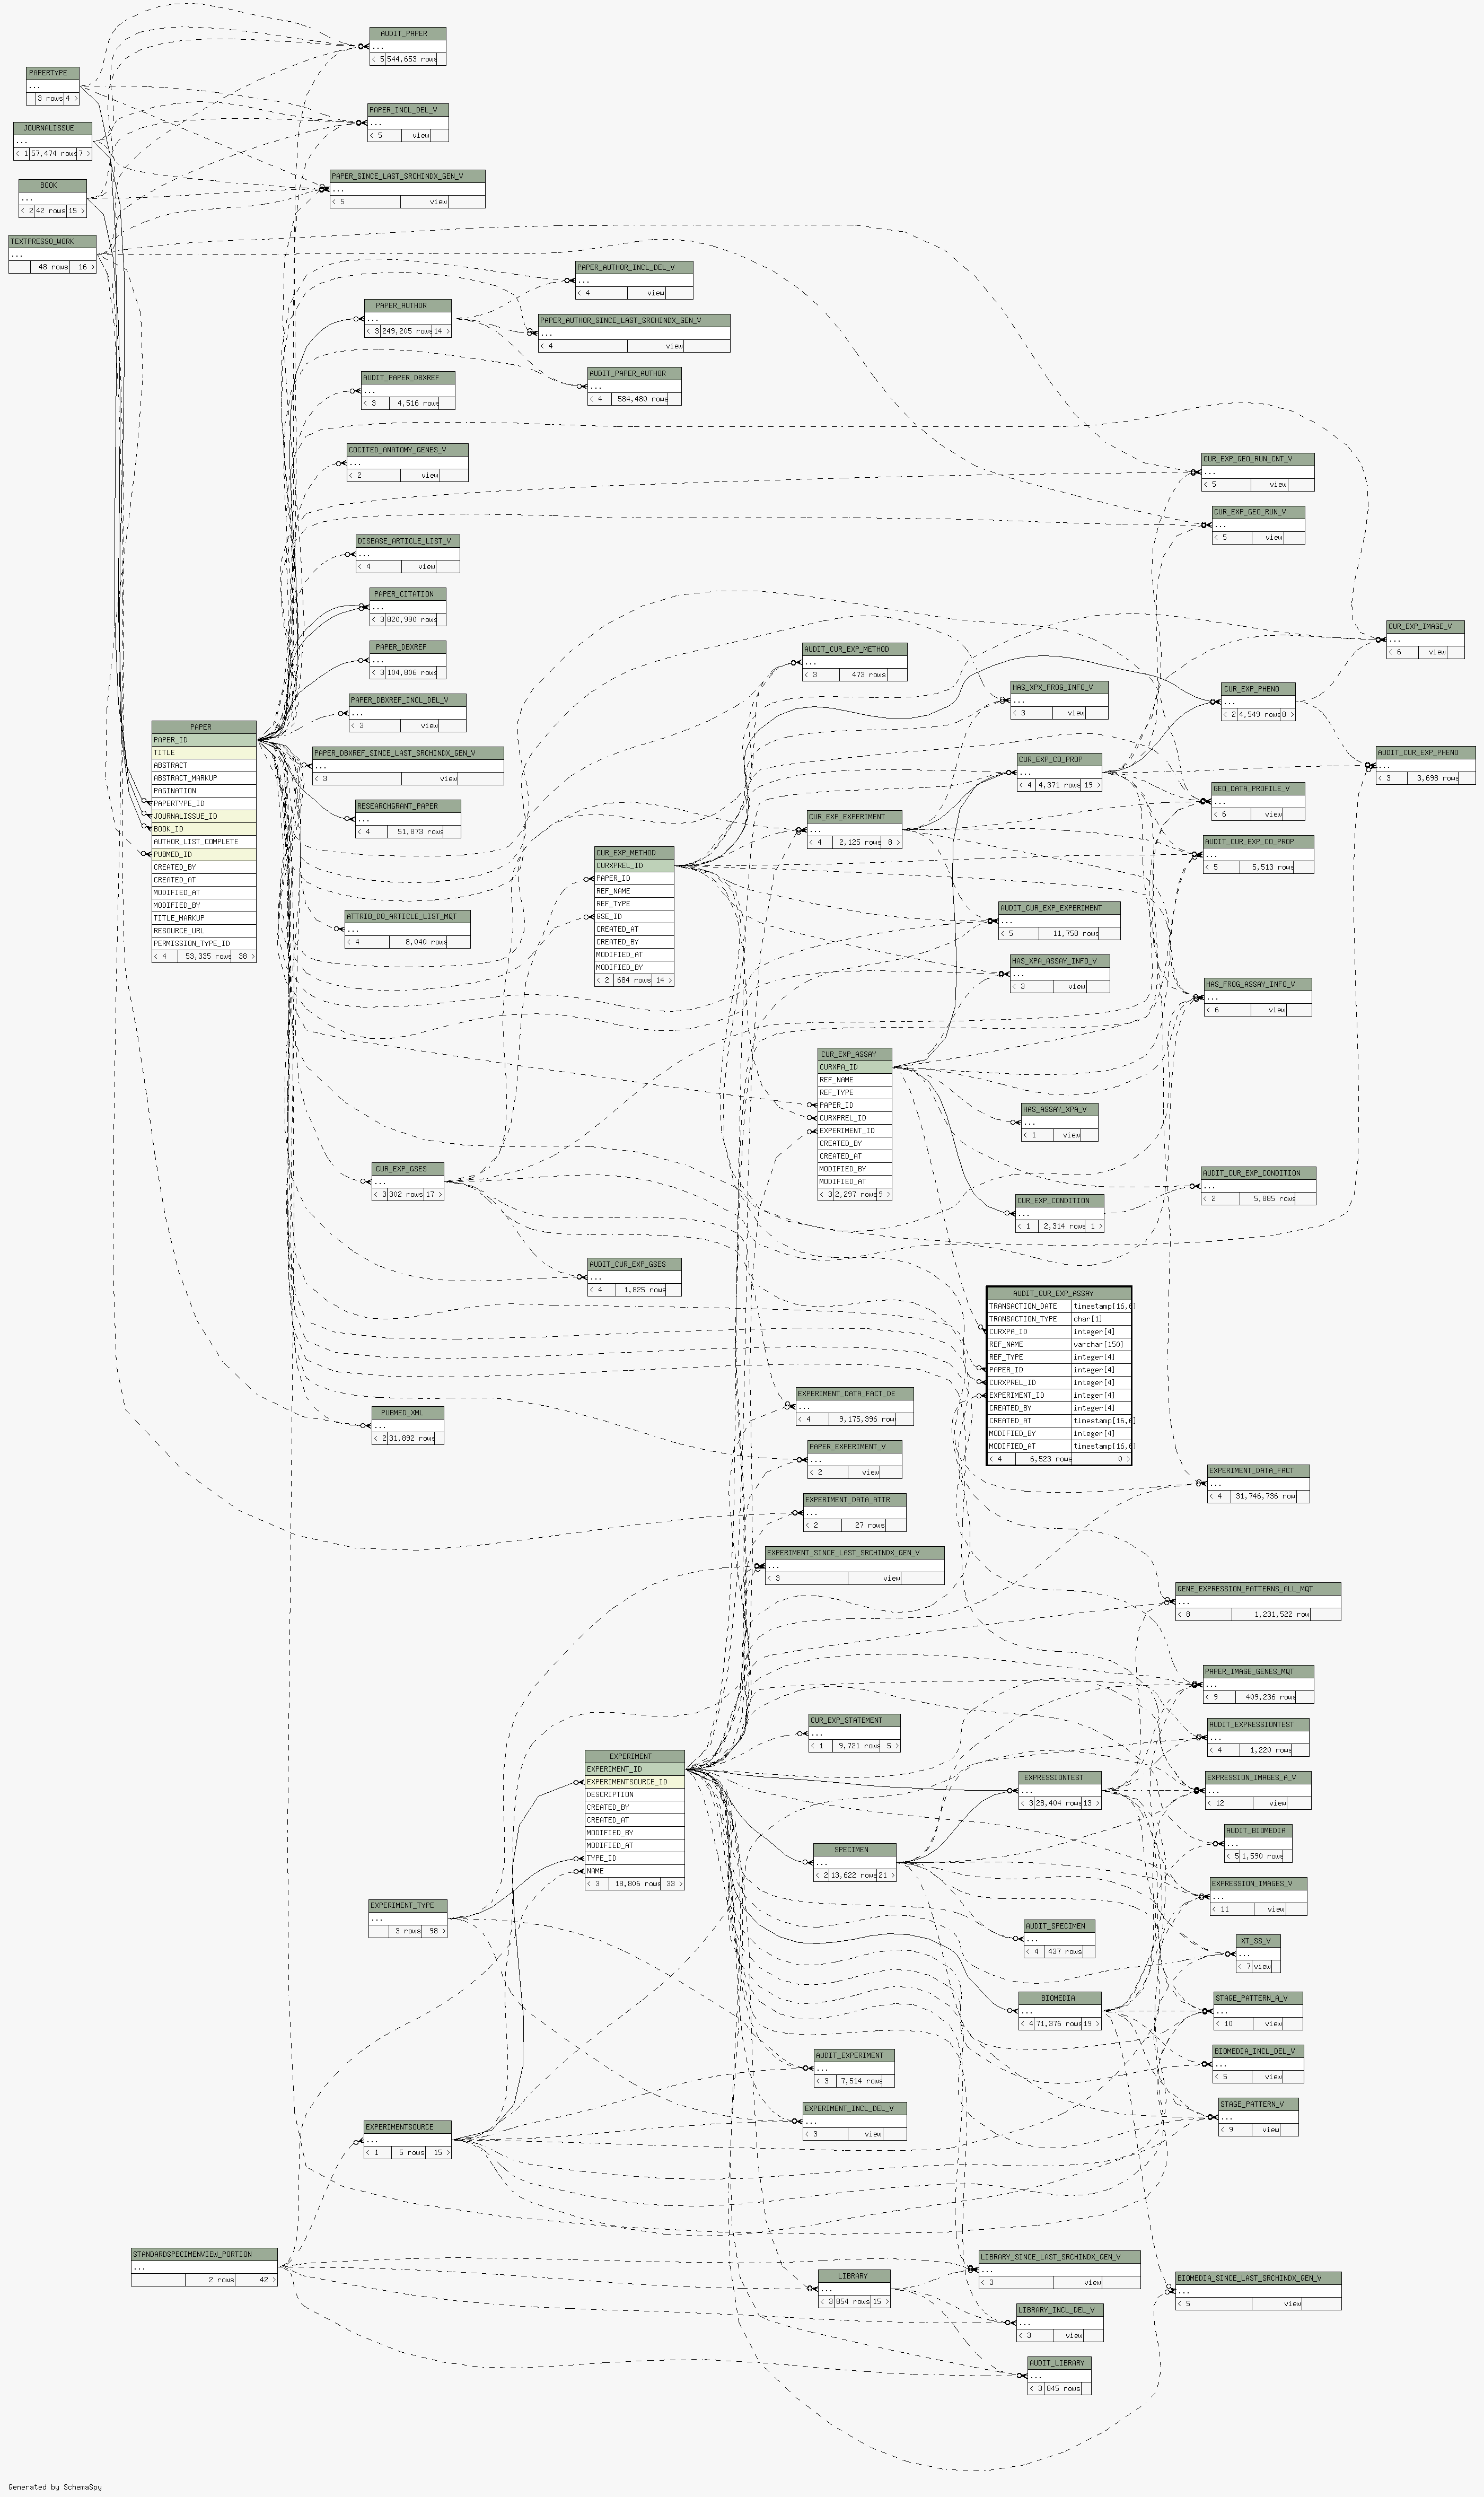 AUDIT_PAPER
...
< 5 544,653 rows
PAPERTYPE
...
3 rows 4 >
PAPER_INCL_DEL_V
...
< 5 view
JOURNALISSUE
...
< 1 57,474 rows 7 >
PAPER_SINCE_LAST_SRCHINDX_GEN_V
...
< 5 view
BOOK
...
< 2 42 rows 15 >
TEXTPRESSO_WORK
...
48 rows 16 >
PAPER_AUTHOR_INCL_DEL_V
...
< 4 view
PAPER_AUTHOR
...
< 3 249,205 rows 14 >
PAPER_AUTHOR_SINCE_LAST_SRCHINDX_GEN_V
...
< 4 view
AUDIT_PAPER_DBXREF
...
< 3 4,516 rows
AUDIT_PAPER_AUTHOR
...
< 4 584,480 rows
COCITED_ANATOMY_GENES_V
...
< 2 view
CUR_EXP_GEO_RUN_CNT_V
...
< 5 view
CUR_EXP_GEO_RUN_V
...
< 5 view
DISEASE_ARTICLE_LIST_V
...
< 4 view
PAPER_CITATION
...
< 3 820,990 rows
CUR_EXP_IMAGE_V
...
< 6 view
PAPER_DBXREF
...
< 3 104,806 rows
AUDIT_CUR_EXP_METHOD
...
< 3 473 rows
HAS_XPX_FROG_INFO_V
...
< 3 view
CUR_EXP_PHENO
...
< 2 4,549 rows 8 >
PAPER_DBXREF_INCL_DEL_V
...
< 3 view
PAPER_DBXREF_SINCE_LAST_SRCHINDX_GEN_V
...
< 3 view
CUR_EXP_CO_PROP
...
< 4 4,371 rows 19 >
AUDIT_CUR_EXP_PHENO
...
< 3 3,698 rows
GEO_DATA_PROFILE_V
...
< 6 view
PAPER
PAPER_ID
TITLE
ABSTRACT
ABSTRACT_MARKUP
PAGINATION
PAPERTYPE_ID
JOURNALISSUE_ID
BOOK_ID
AUTHOR_LIST_COMPLETE
PUBMED_ID
CREATED_BY
CREATED_AT
MODIFIED_AT
MODIFIED_BY
TITLE_MARKUP
RESOURCE_URL
PERMISSION_TYPE_ID
< 4 53,335 rows 38 >
RESEARCHGRANT_PAPER
...
< 4 51,873 rows
CUR_EXP_EXPERIMENT
...
< 4 2,125 rows 8 >
AUDIT_CUR_EXP_CO_PROP
...
< 5 5,513 rows
CUR_EXP_METHOD
CURXPREL_ID
PAPER_ID
REF_NAME
REF_TYPE
GSE_ID
CREATED_AT
CREATED_BY
MODIFIED_AT
MODIFIED_BY
< 2 684 rows 14 >
ATTRIB_DO_ARTICLE_LIST_MQT
...
< 4 8,040 rows
AUDIT_CUR_EXP_EXPERIMENT
...
< 5 11,758 rows
HAS_XPA_ASSAY_INFO_V
...
< 3 view
HAS_FROG_ASSAY_INFO_V
...
< 6 view
CUR_EXP_ASSAY
CURXPA_ID
REF_NAME
REF_TYPE
PAPER_ID
CURXPREL_ID
EXPERIMENT_ID
CREATED_BY
CREATED_AT
MODIFIED_BY
MODIFIED_AT
< 3 2,297 rows 9 >
HAS_ASSAY_XPA_V
...
< 1 view
CUR_EXP_GSES
...
< 3 302 rows 17 >
AUDIT_CUR_EXP_CONDITION
...
< 2 5,885 rows
CUR_EXP_CONDITION
...
< 1 2,314 rows 1 >
AUDIT_CUR_EXP_GSES
...
< 4 1,825 rows
AUDIT_CUR_EXP_ASSAY
TRANSACTION_DATE timestamp[16,6]
TRANSACTION_TYPE char[1]
CURXPA_ID integer[4]
REF_NAME varchar[150]
REF_TYPE integer[4]
PAPER_ID integer[4]
CURXPREL_ID integer[4]
EXPERIMENT_ID integer[4]
CREATED_BY integer[4]
CREATED_AT timestamp[16,6]
MODIFIED_BY integer[4]
MODIFIED_AT timestamp[16,6]
< 4 6,523 rows 0 >
EXPERIMENT_DATA_FACT_DE
...
< 4 9,175,396 row
PUBMED_XML
...
< 2 31,892 rows
PAPER_EXPERIMENT_V
...
< 2 view
EXPERIMENT_DATA_FACT
...
< 4 31,746,736 row
EXPERIMENT_DATA_ATTR
...
< 2 27 rows
EXPERIMENT_SINCE_LAST_SRCHINDX_GEN_V
...
< 3 view
GENE_EXPRESSION_PATTERNS_ALL_MQT
...
< 8 1,231,522 row
PAPER_IMAGE_GENES_MQT
...
< 9 409,236 rows
CUR_EXP_STATEMENT
...
< 1 9,721 rows 5 >
AUDIT_EXPRESSIONTEST
...
< 4 1,220 rows
EXPERIMENT
EXPERIMENT_ID
EXPERIMENTSOURCE_ID
DESCRIPTION
CREATED_BY
CREATED_AT
MODIFIED_BY
MODIFIED_AT
TYPE_ID
NAME
< 3 18,806 rows 33 >
EXPRESSIONTEST
...
< 3 28,404 rows 13 >
EXPRESSION_IMAGES_A_V
...
< 12 view
AUDIT_BIOMEDIA
...
< 5 1,590 rows
SPECIMEN
...
< 2 13,622 rows 21 >
EXPRESSION_IMAGES_V
...
< 11 view
EXPERIMENT_TYPE
...
3 rows 98 >
AUDIT_SPECIMEN
...
< 4 437 rows
XT_SS_V
...
< 7 view
BIOMEDIA
...
< 4 71,376 rows 19 >
STAGE_PATTERN_A_V
...
< 10 view
AUDIT_EXPERIMENT
...
< 3 7,514 rows
BIOMEDIA_INCL_DEL_V
...
< 5 view
EXPERIMENT_INCL_DEL_V
...
< 3 view
STAGE_PATTERN_V
...
< 9 view
EXPERIMENTSOURCE
...
< 1 5 rows 15 >
STANDARDSPECIMENVIEW_PORTION
...
2 rows 42 >
LIBRARY_SINCE_LAST_SRCHINDX_GEN_V
...
< 3 view
LIBRARY
...
< 3 854 rows 15 >
BIOMEDIA_SINCE_LAST_SRCHINDX_GEN_V
...
< 5 view
LIBRARY_INCL_DEL_V
...
< 3 view
AUDIT_LIBRARY
...
< 3 845 rows
Generated by SchemaSpy